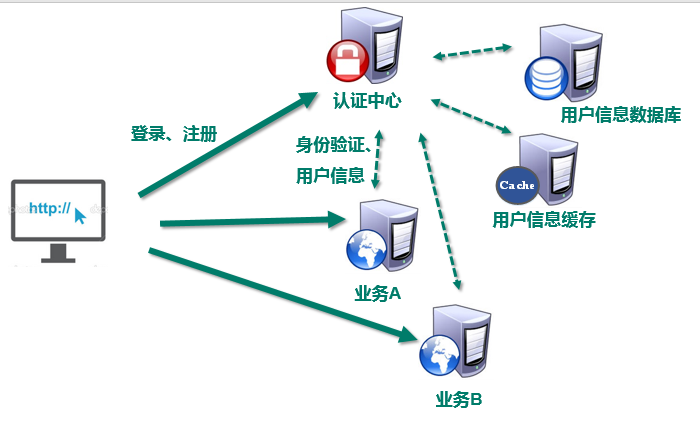 认证中心
登录、注册
用户信息数据库
身份验证、
用户信息
Cache
用户信息缓存
http://
业务A
业务B